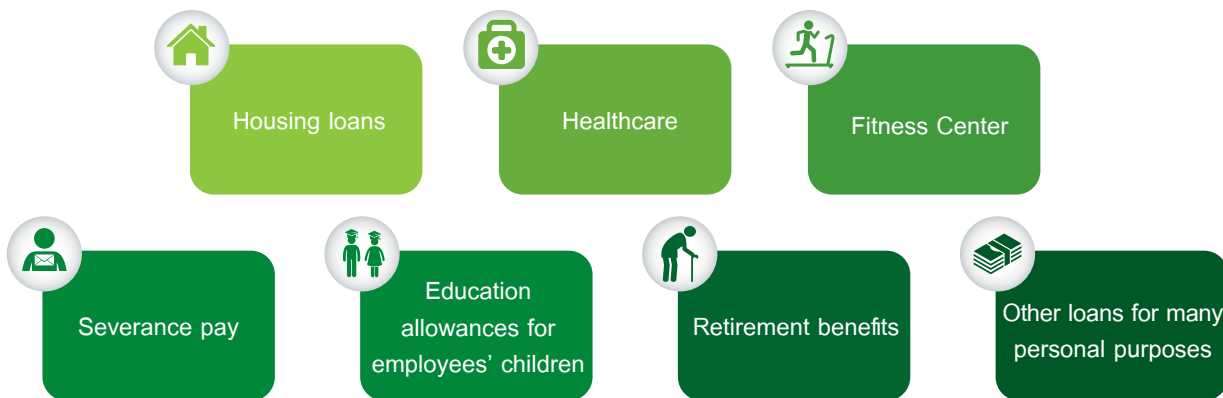 Housing loans
Healthcare
Fitness Center
Severance pay
Education
allowances for
employees’ children
Retirement benefits
Other loans for many
personal purposes